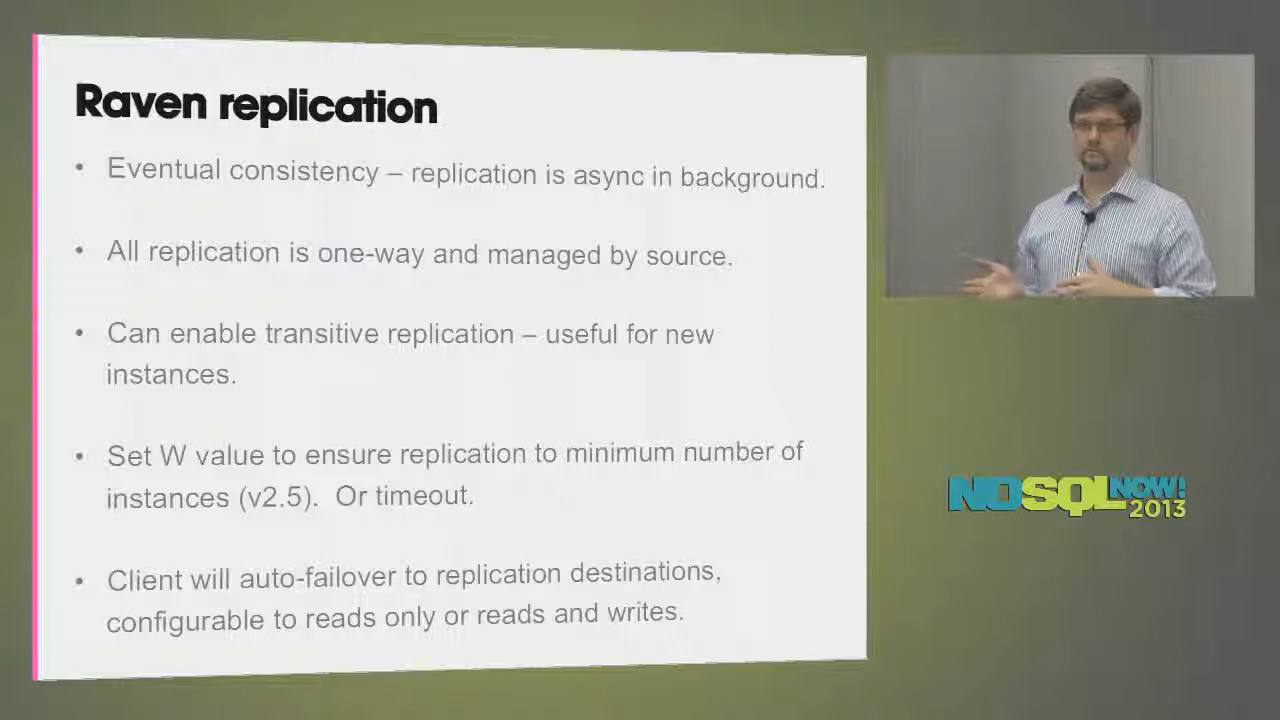 Raven replication
• Eventual consistency – replication is async in background.
• All replication is one-way and managed by source.
• Can enable transitive replication – useful for new
instances.
• Set W value to ensure replication to minimum number of
instances (v2.5).  Or timeout.
• Client will auto-failover to replication destinations,
configurable to reads only or reads and writes.
NOSQL NOW!
2013